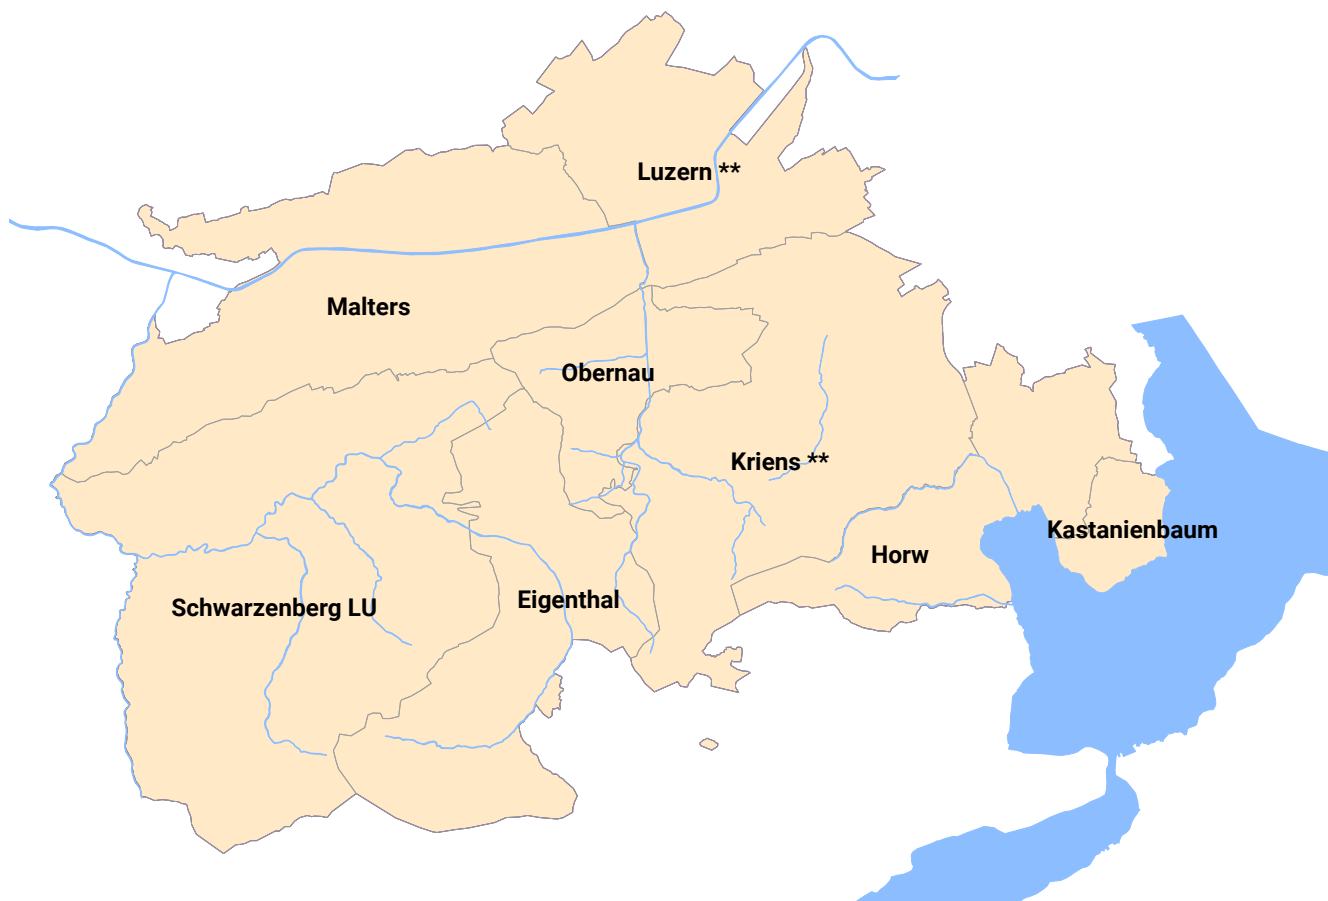 Luzern **
Malters
Obernau
Kriens **
Kastanienbaum
Horw
Eigenthal
Schwarzenberg LU